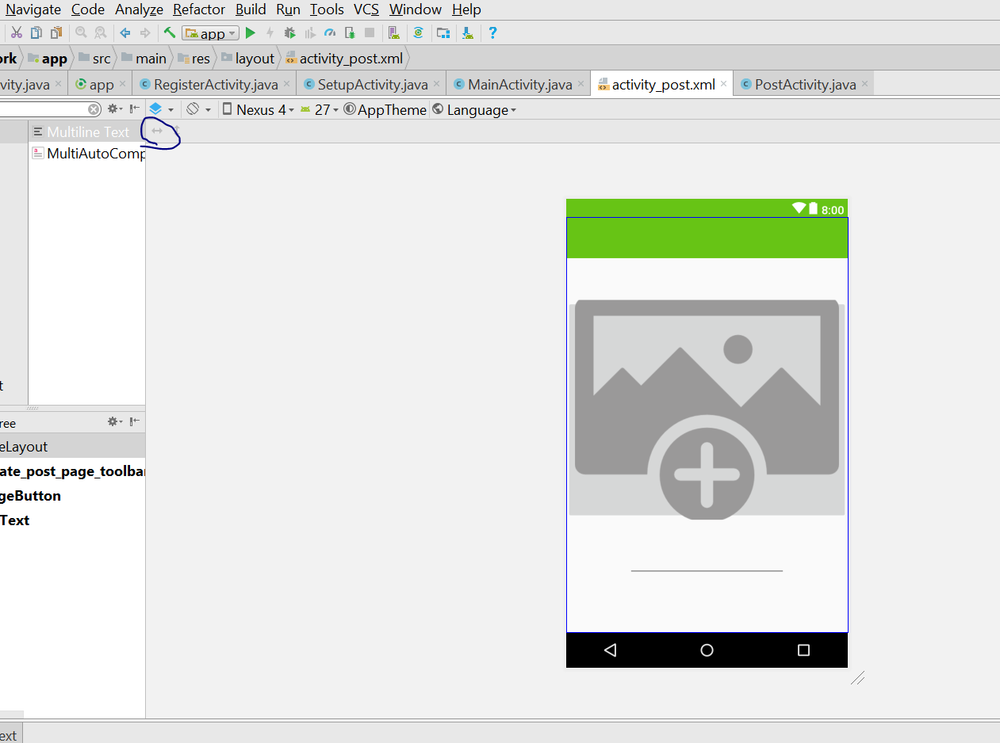 Navigate Code Analyze Refactor Build Run Tools VCS Window Help
app
ork app src main res layout activity_post.xml
vity.java app RegisterActivity.java SetupActivity.java MainActivity.java activity_post.xml PostActivity.java
Nexus 4 27 AppTheme Language
Multiline Text
MultiAutoComp
8:00
t
ree
eLayout
ate_post_page_toolbar
geButton
Text
ext